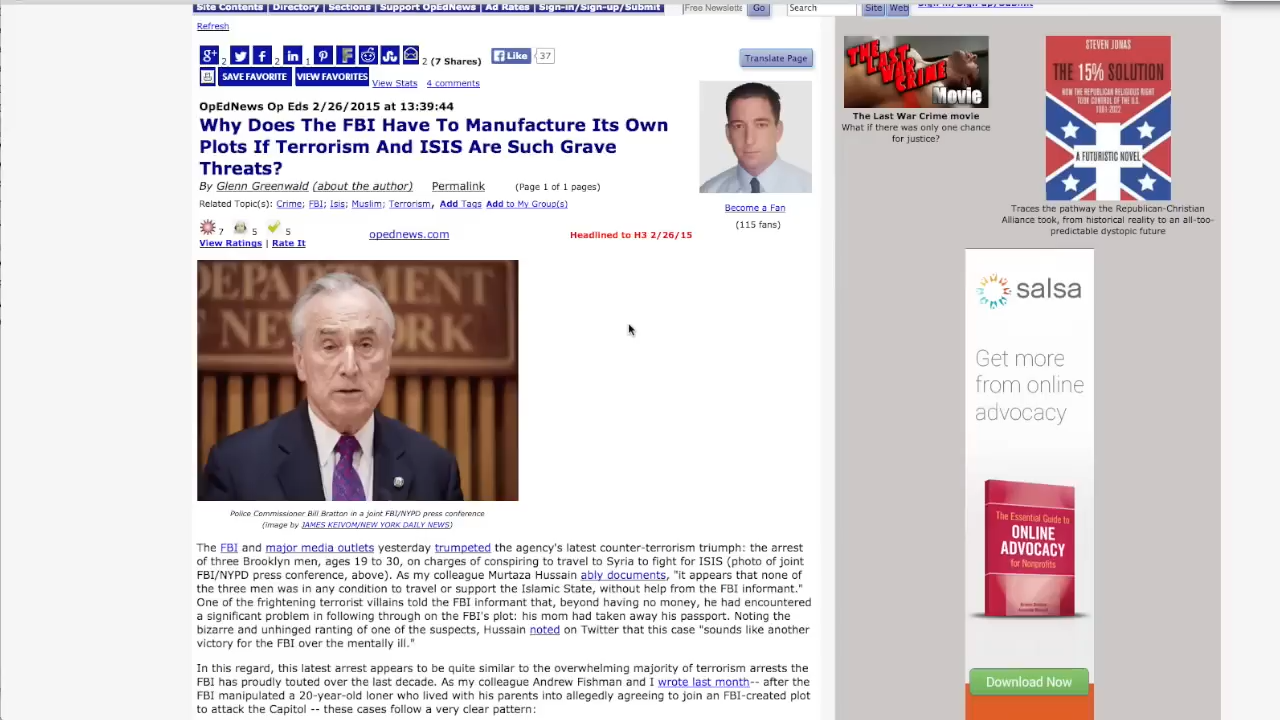 Site Contents | Directory | Sections | Support OpEdNews | Ad Rates | Sign-in/Sign-up/Submit
Free Newslette Go Search Site Web
Refresh
2 2 1 2 (7 Shares) Like 37
Translate Page
SAVE FAVORITE VIEW FAVORITES View Stats 4 comments
OpEdNews Op Eds 2/26/2015 at 13:39:44
Why Does The FBI Have To Manufacture Its Own
Plots If Terrorism And ISIS Are Such Grave
Threats?
By Glenn Greenwald (about the author) Permalink (Page 1 of 1 pages)
Related Topic(s): Crime; FBI; Isis; Muslim; Terrorism, Add Tags Add to My Group(s)
Become a Fan
(115 fans)
7 5 5
View Ratings | Rate It
opednews.com
Headlined to H3 2/26/15
DEPARTMENT
NEW YORK
Police Commissioner Bill Bratton in a joint FBI/NYPD press conference
(image by JAMES KEIVOM/NEW YORK DAILY NEWS)
The FBI and major media outlets yesterday trumpeted the agency's latest counter-terrorism triumph: the arrest
of three Brooklyn men, ages 19 to 30, on charges of conspiring to travel to Syria to fight for ISIS (photo of joint
FBI/NYPD press conference, above). As my colleague Murtaza Hussain ably documents, "it appears that none of
the three men was in any condition to travel or support the Islamic State, without help from the FBI informant."
One of the frightening terrorist villains told the FBI informant that, beyond having no money, he had encountered
a significant problem in following through on the FBI's plot: his mom had taken away his passport. Noting the
bizarre and unhinged ranting of one of the suspects, Hussain noted on Twitter that this case "sounds like another
victory for the FBI over the mentally ill."
In this regard, this latest arrest appears to be quite similar to the overwhelming majority of terrorism arrests the
FBI has proudly touted over the last decade. As my colleague Andrew Fishman and I wrote last month-- after the
FBI manipulated a 20-year-old loner who lived with his parents into allegedly agreeing to join an FBI-created plot
to attack the Capitol -- these cases follow a very clear pattern:
THE LAST WAR CRIME
Movie
The Last War Crime movie
What if there was only one chance
for justice?
STEVEN JONAS
THE 15% SOLUTION
HOW THE REPUBLICAN RELIGIOUS RIGHT
TOOK CONTROL OF THE U.S.
1981-2022
A FUTURISTIC NOVEL
Traces the pathway the Republican-Christian
Alliance took, from historical reality to an all-too-
predictable dystopic future
salsa
Get more
from online
advocacy
The Essential Guide to
ONLINE
ADVOCACY
for Nonprofits
Download Now